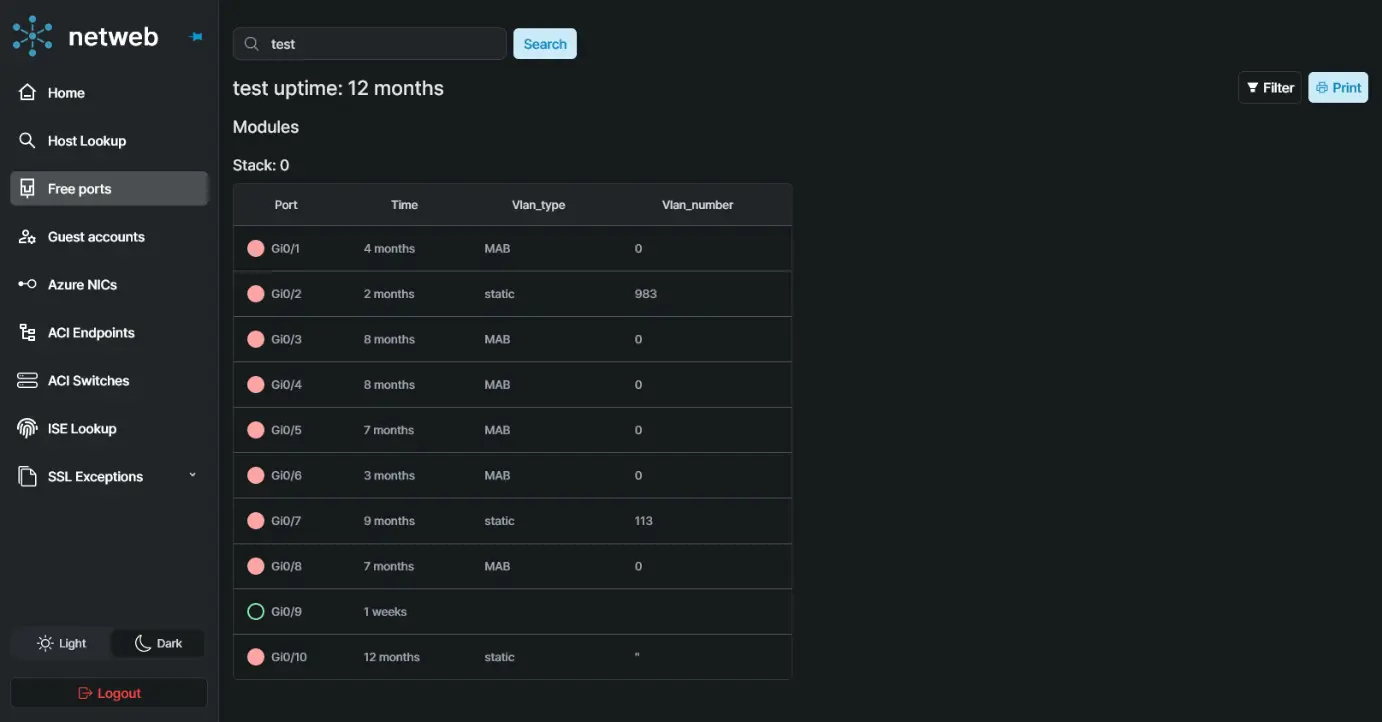 netweb
Home
Host Lookup
Free ports
Guest accounts
Azure NICs
ACI Endpoints
ACI Switches
ISE Lookup
SSL Exceptions
Light Dark
Logout
test Search
test uptime: 12 months
Filter Print
Modules
Stack: 0
Port Time Vlan_type Vlan_number
Gi0/1 4 months MAB 0
Gi0/2 2 months static 983
Gi0/3 8 months MAB 0
Gi0/4 8 months MAB 0
Gi0/5 7 months MAB 0
Gi0/6 3 months MAB 0
Gi0/7 9 months static 113
Gi0/8 7 months MAB 0
Gi0/9 1 weeks
Gi0/10 12 months static "